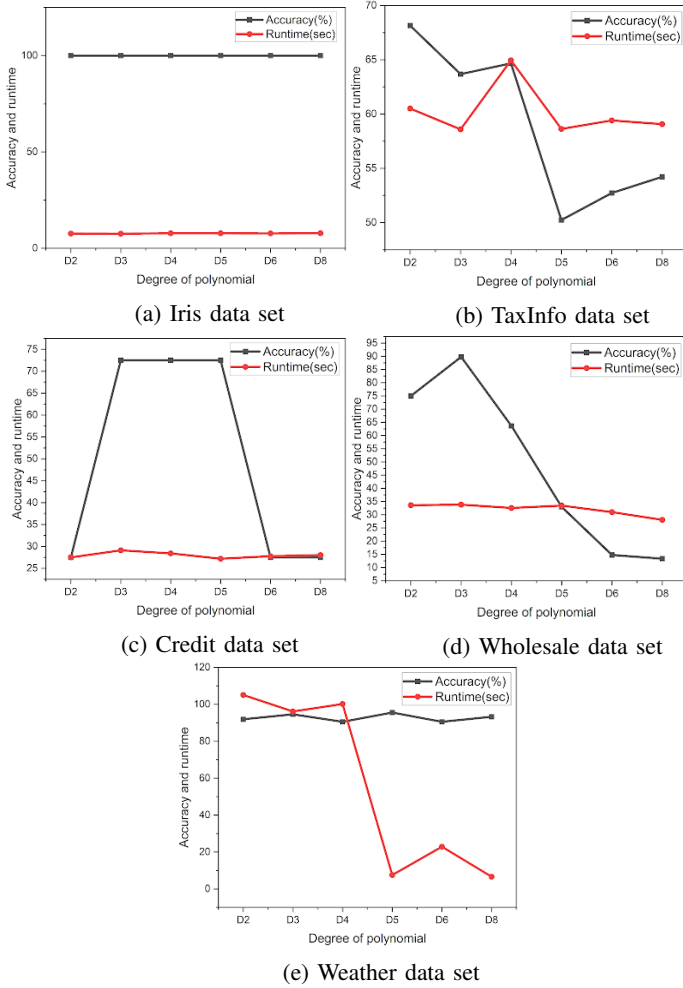 Accuracy(%)
Runtime(sec)
Accuracy and runtime
100
50
0
D2 D3 D4 D5 D6 D8
Degree of polynomial
(a) Iris data set
Accuracy(%)
Runtime(sec)
Accuracy and runtime
70
65
60
55
50
D2 D3 D4 D5 D6 D8
Degree of polynomial
(b) TaxInfo data set
Accuracy(%)
Runtime(sec)
Accuracy and runtime
75
70
65
60
55
50
45
40
35
30
25
D2 D3 D4 D5 D6 D8
Degree of polynomial
(c) Credit data set
Accuracy(%)
Runtime(sec)
Accuracy and runtime
95
90
85
80
75
70
65
60
55
50
45
40
35
30
25
20
15
10
5
D2 D3 D4 D5 D6 D8
Degree of polynomial
(d) Wholesale data set
Accuracy(%)
Runtime(sec)
Accuracy and runtime
120
100
80
60
40
20
0
D2 D3 D4 D5 D6 D8
Degree of polynomial
(e) Weather data set